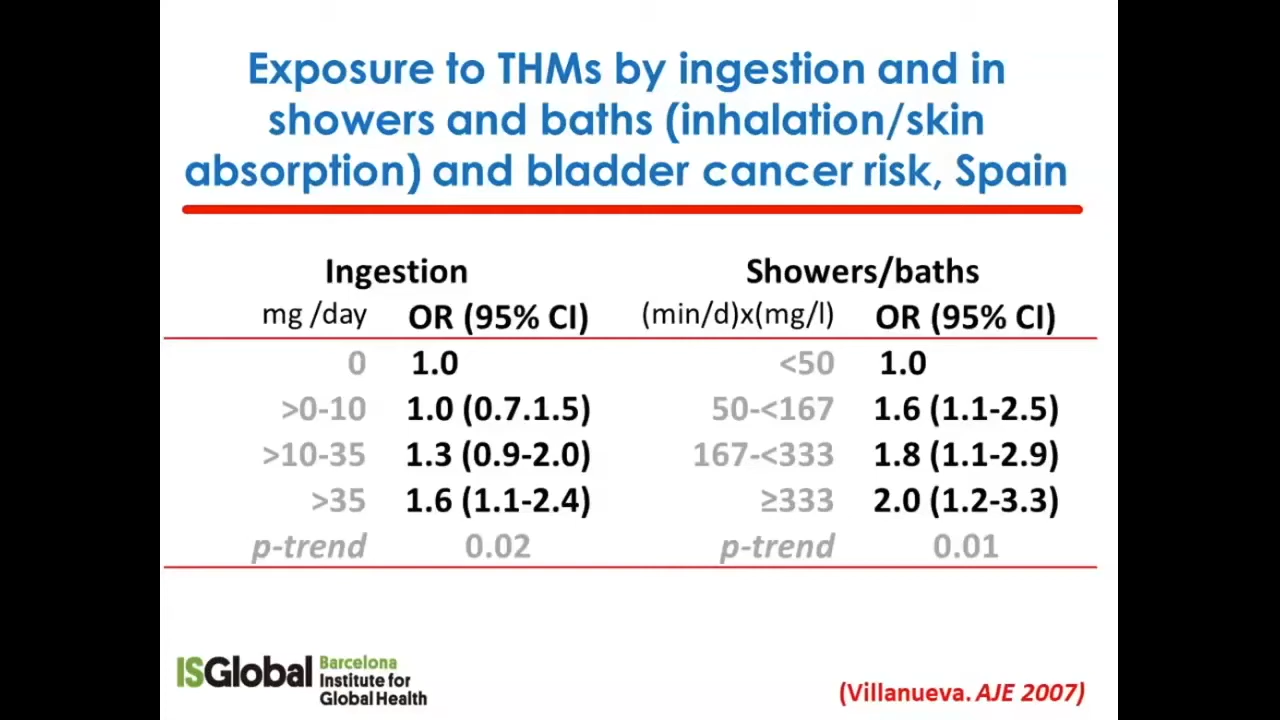 Exposure to THMs by ingestion and in
showers and baths (inhalation/skin
absorption) and bladder cancer risk, Spain
Ingestion Showers/baths
mg /day OR (95% CI) (min/d)x(mg/l) OR (95% CI)
0 1.0 <50 1.0
>0-10 1.0 (0.7.1.5) 50-<167 1.6 (1.1-2.5)
>10-35 1.3 (0.9-2.0) 167-<333 1.8 (1.1-2.9)
>35 1.6 (1.1-2.4) ≥333 2.0 (1.2-3.3)
p-trend 0.02 p-trend 0.01
ISGlobal Barcelona
Institute for
Global Health
(Villanueva. AJE 2007)